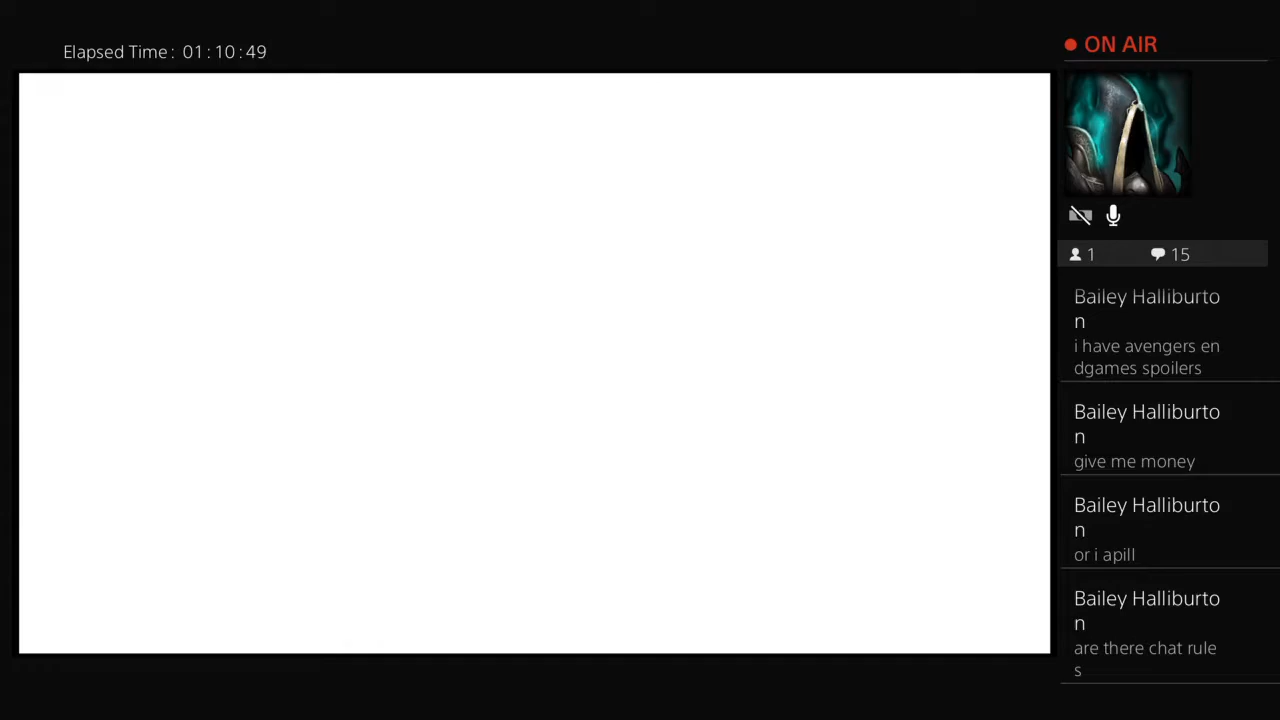 Elapsed Time: 01:10:49
ON AIR
1 15
Bailey Halliburto
n
i have avengers en
dgames spoilers
Bailey Halliburto
n
give me money
Bailey Halliburto
n
or i apill
Bailey Halliburto
n
are there chat rule
s